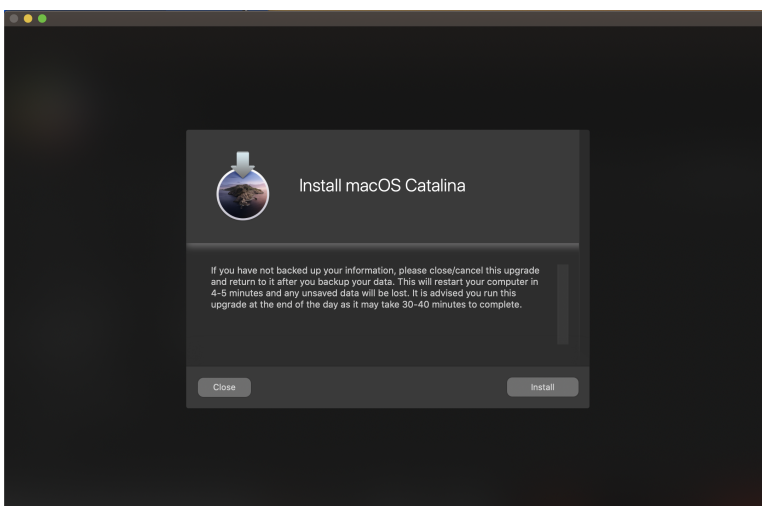 Install macOS Catalina
If you have not backed up your information, please close/cancel this upgrade
and return to it after you backup your data. This will restart your computer in
4-5 minutes and any unsaved data will be lost. It is advised you run this
upgrade at the end of the day as it may take 30-40 minutes to complete.
Close
Install